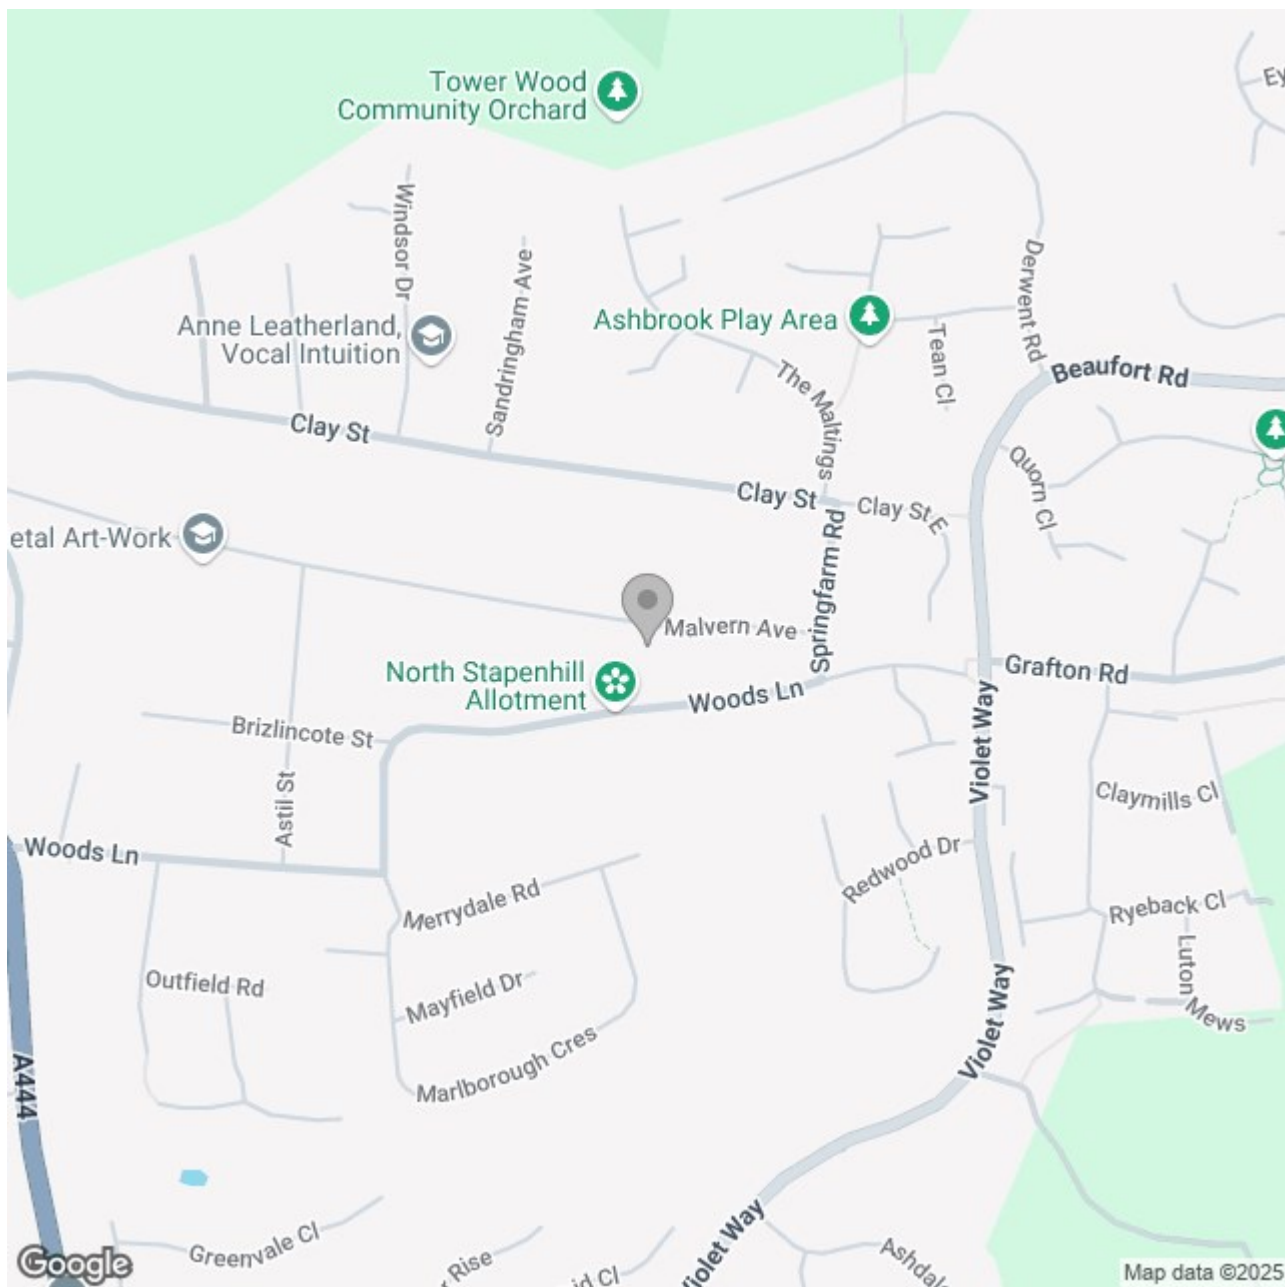 Tower Wood
Community Orchard
Ey
Windsor Dr
Sandringham Ave
Derwent Rd
Anne Leatherland,
Vocal Intuition
Ashbrook Play Area
Tean Cl
Beaufort Rd
The Maltings
Clay St
Quorn Cl
Clay St
Clay St E
etal Art-Work
Springfarm Rd
Malvern Ave
North Stapenhill
Allotment
Grafton Rd
Woods Ln
Violet Way
Brizlincote St
Astil St
Claymills Cl
Woods Ln
Redwood Dr
Merrydale Rd
Ryeback Cl
Luton Mews
Outfield Rd
Mayfield Dr
Violet Way
Marlborough Cres
A444
Violet Way
Greenvale Cl
Rise
id Cl
Ashdale
Google
Map data ©2025